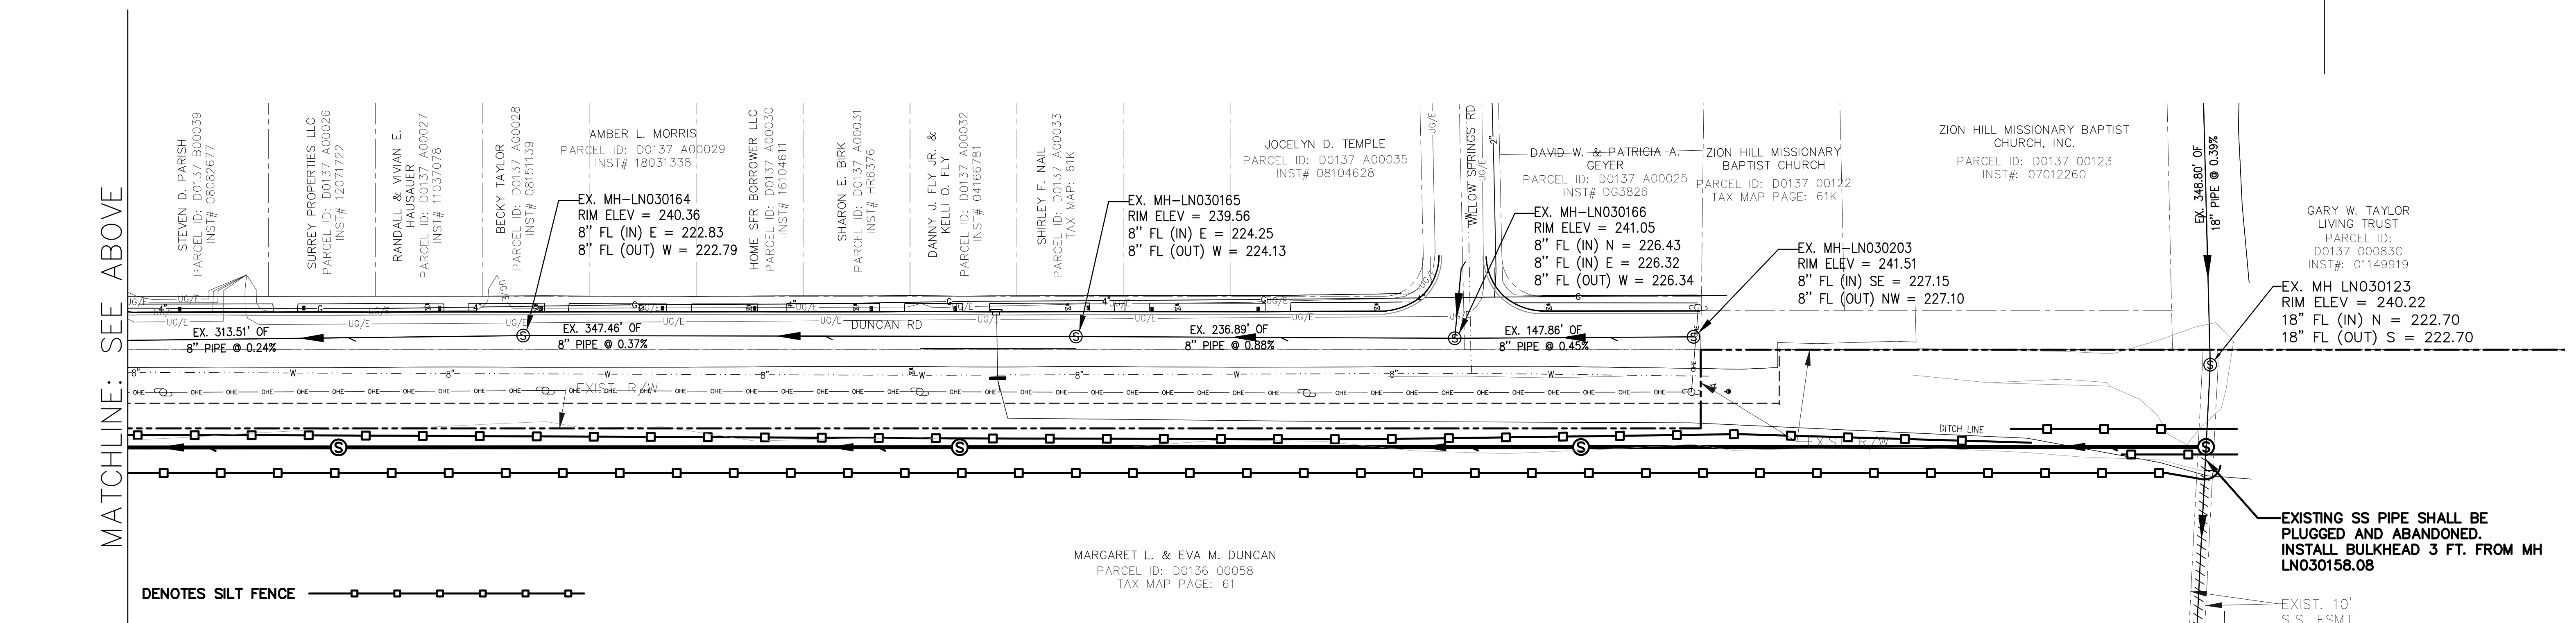 MATCHLINE: SEE ABOVE
STEVEN D. PARISH
PARCEL ID: D0137 B00039
INST# 08082677
SURREY PROPERTIES LLC
PARCEL ID: D0137 A00026
INST# 12071722
RANDALL & VIVIAN E.
HAUSAUER
PARCEL ID: D0137 A00027
INST# 11037078
BECKY TAYLOR
PARCEL ID: D0137 A00028
INST# 08151139
AMBER L. MORRIS
PARCEL ID: D0137 A00029
INST# 18031338
HOME SFR BORROWER LLC
PARCEL ID: D0137 A00030
INST# 16104611
SHARON E. BIRK
PARCEL ID: D0137 A00031
INST# HR6376
DANNY J. FLY JR. &
KELLI O. FLY
PARCEL ID: D0137 A00032
INST# 04166781
SHIRLEY F. NAIL
PARCEL ID: D0137 A00033
TAX MAP: 61K
JOCELYN D. TEMPLE
PARCEL ID: D0137 A00035
INST# 08104628
UG/E
WILLOW SPRINGS RD
UG/E
2"
DAVID W. & PATRICIA A.
GEYER
PARCEL ID: D0137 A00025
INST# DG3826
ZION HILL MISSIONARY
BAPTIST CHURCH
PARCEL ID: D0137 00122
TAX MAP PAGE: 61K
ZION HILL MISSIONARY BAPTIST
CHURCH, INC.
PARCEL ID: D0137 00123
INST#: 07012260
EX. 348.80' OF
18" PIPE @ 0.39%
GARY W. TAYLOR
LIVING TRUST
PARCEL ID:
D0137 00083C
INST#: 01149919
EX. MH-LN030164
RIM ELEV = 240.36
8" FL (IN) E = 222.83
8" FL (OUT) W = 222.79
EX. MH-LN030165
RIM ELEV = 239.56
8" FL (IN) E = 224.25
8" FL (OUT) W = 224.13
EX. MH-LN030166
RIM ELEV = 241.05
8" FL (IN) N = 226.43
8" FL (IN) E = 226.32
8" FL (OUT) W = 226.34
EX. MH-LN030203
RIM ELEV = 241.51
8" FL (IN) SE = 227.15
8" FL (OUT) NW = 227.10
EX. MH LN030123
RIM ELEV = 240.22
18" FL (IN) N = 222.70
18" FL (OUT) S = 222.70
EX. 313.51' OF
8" PIPE @ 0.24%
EX. 347.46' OF
8" PIPE @ 0.37%
DUNCAN RD
EX. 236.89' OF
8" PIPE @ 0.88%
EX. 147.86' OF
8" PIPE @ 0.45%
EXIST. R/W
EXIST. R/W
DITCH LINE
EXISTING SS PIPE SHALL BE
PLUGGED AND ABANDONED.
INSTALL BULKHEAD 3 FT. FROM MH
LN030158.08
MARGARET L. & EVA M. DUNCAN
PARCEL ID: D0136 00058
TAX MAP PAGE: 61
DENOTES SILT FENCE
EXIST. 10'
S.S. ESMT